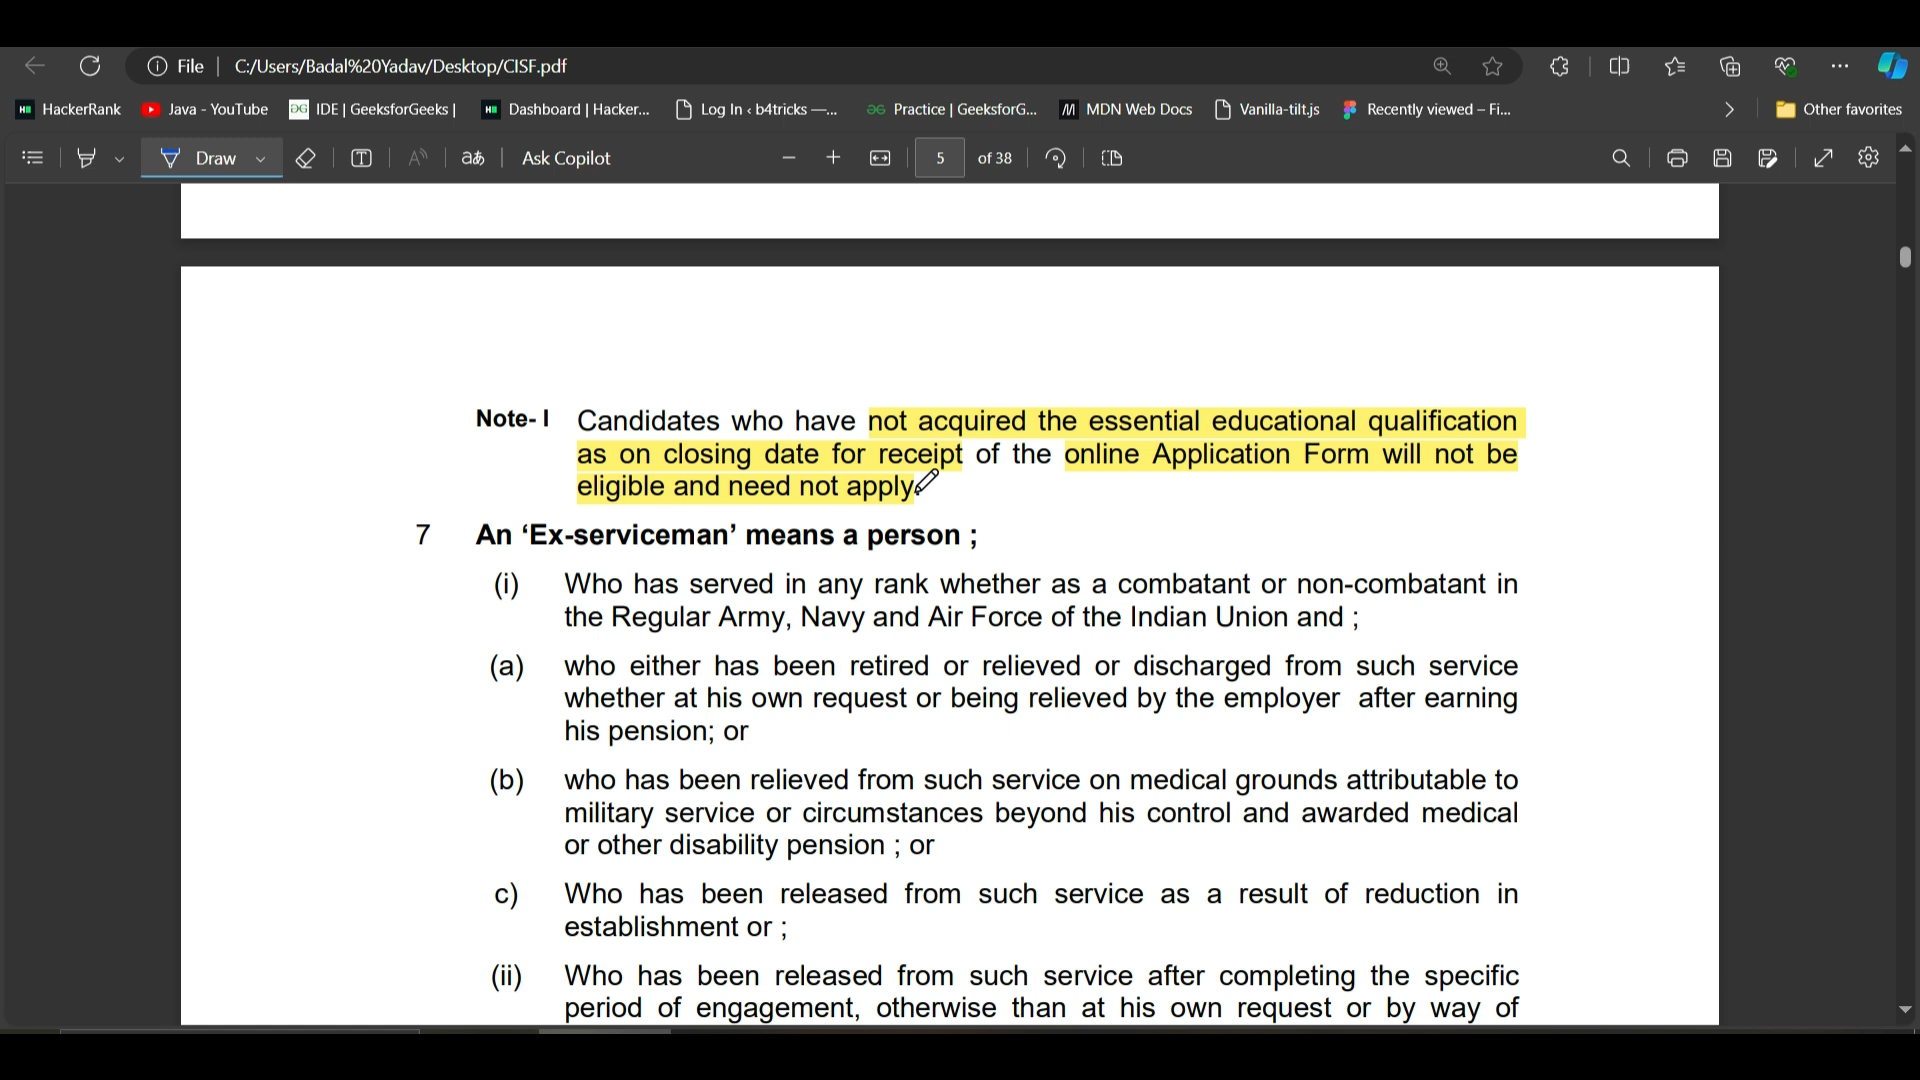 File C:/Users/Badal%20Yadav/Desktop/CISF.pdf
HackerRank Java - YouTube IDE | GeeksforGeeks | Dashboard | Hacker... Log In ‹ b4tricks —... Practice | GeeksforG... MDN Web Docs Vanilla-tilt.js Recently viewed – Fi... Other favorites
Draw Ask Copilot 5 of 38
Note- I Candidates who have not acquired the essential educational qualification
as on closing date for receipt of the online Application Form will not be
eligible and need not apply.
7 An ‘Ex-serviceman’ means a person ;
(i) Who has served in any rank whether as a combatant or non-combatant in
the Regular Army, Navy and Air Force of the Indian Union and ;
(a) who either has been retired or relieved or discharged from such service
whether at his own request or being relieved by the employer after earning
his pension; or
(b) who has been relieved from such service on medical grounds attributable to
military service or circumstances beyond his control and awarded medical
or other disability pension ; or
c) Who has been released from such service as a result of reduction in
establishment or ;
(ii) Who has been released from such service after completing the specific
period of engagement, otherwise than at his own request or by way of